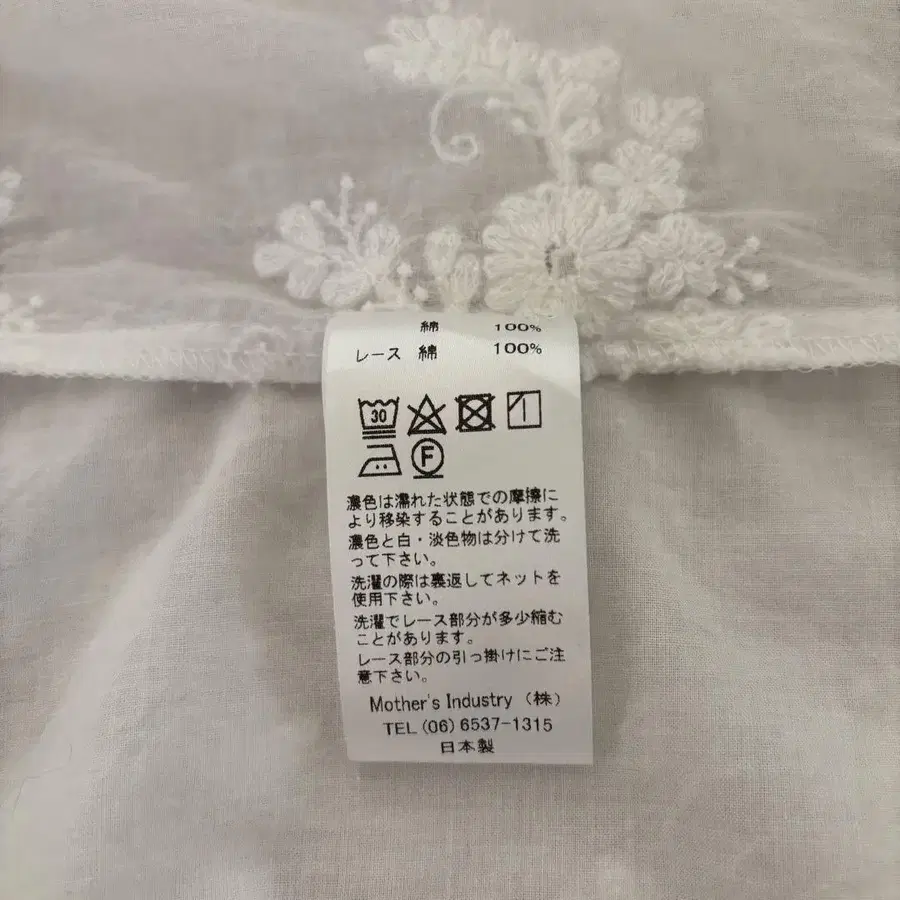 綿 100%
レース 綿 100%
30
F
濃色は濡れた状態での摩擦に
より移染することがあります。
濃色と白・淡色物は分けて洗
って下さい。
洗濯の際は裏返してネットを
使用下さい。
洗濯でレース部分が多少縮む
ことがあります。
レース部分の引っ掛けにご注
意下さい。
Mother's Industry (株)
TEL (06) 6537-1315
日本製